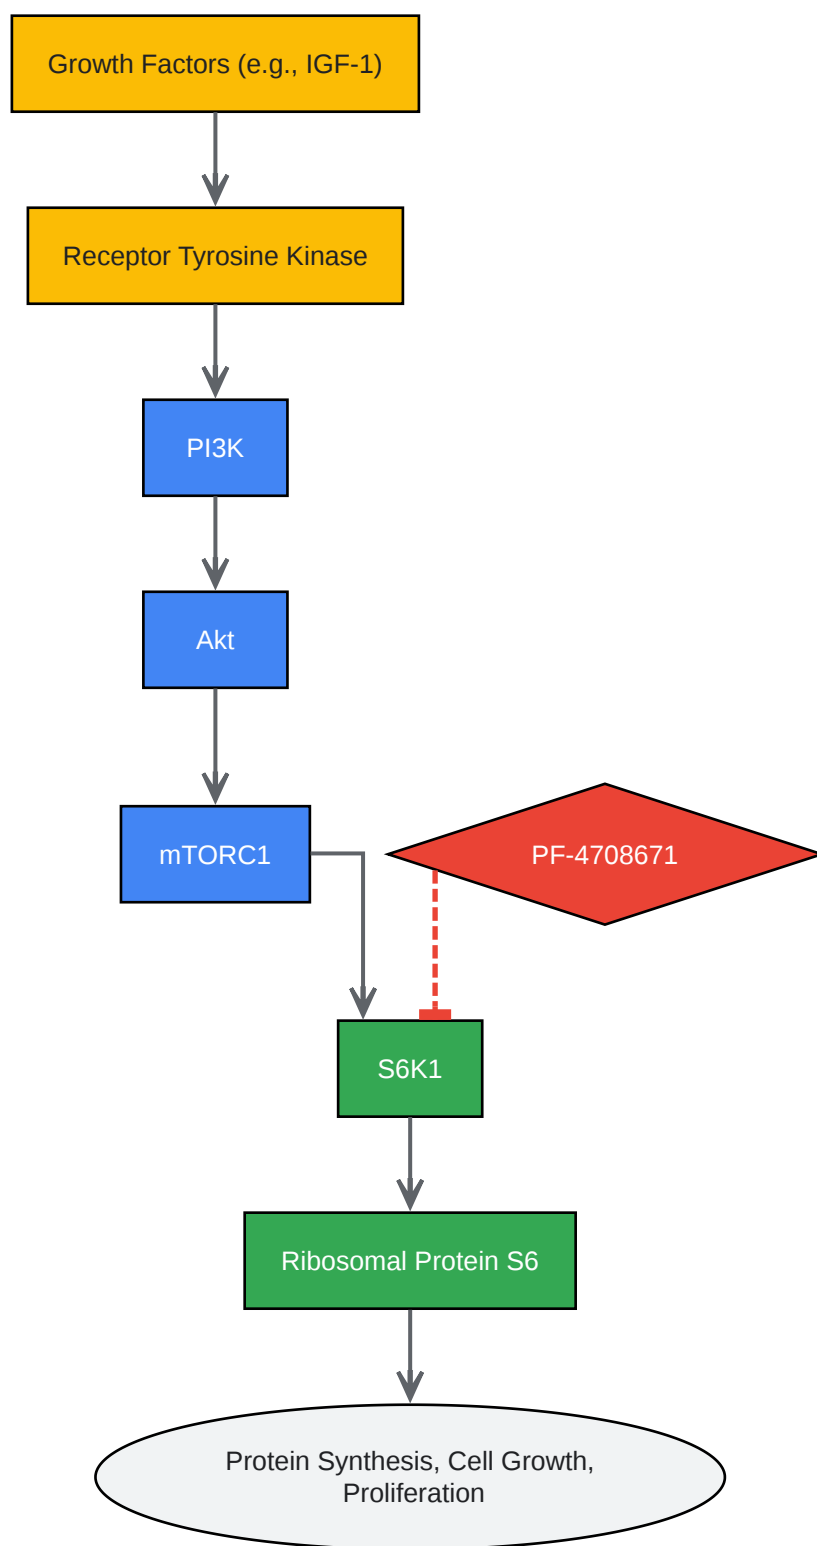 Growth Factors (e.g., IGF-1)
Receptor Tyrosine Kinase
PI3K
Akt
mTORC1
PF-4708671
S6K1
Ribosomal Protein S6
Protein Synthesis, Cell Growth,
Proliferation